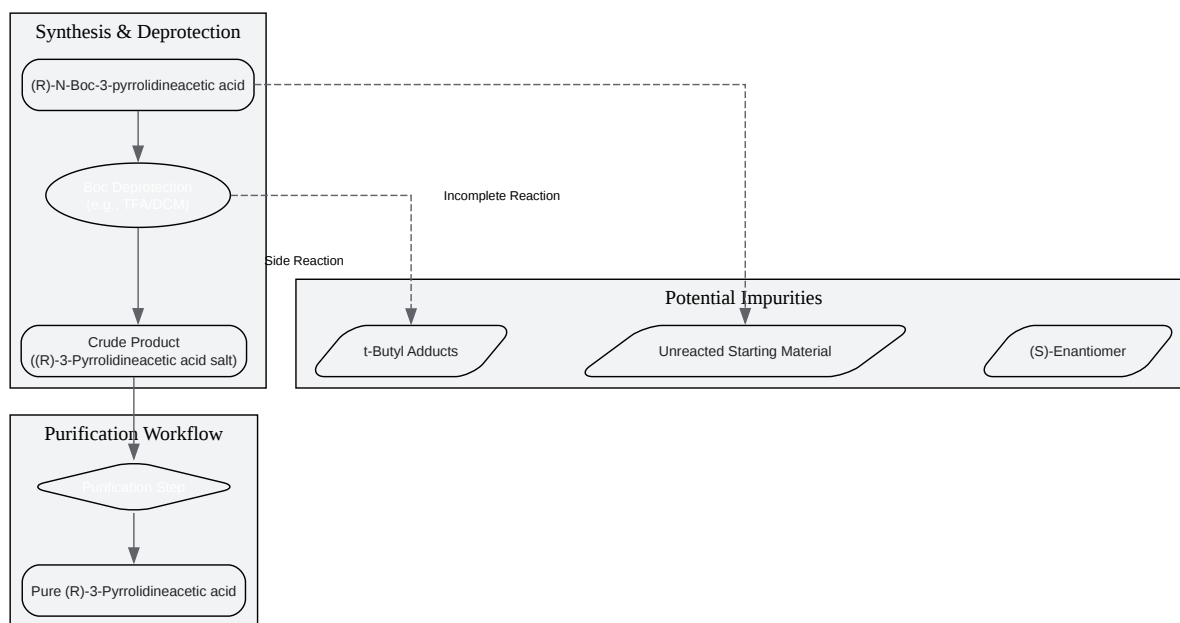 Synthesis & Deprotection
(R)-N-Boc-3-pyrrolidineacetic acid
Boc Deprotection
(e.g., TFA/DCM)
Incomplete Reaction
Side Reaction
Crude Product
((R)-3-Pyrrolidineacetic acid salt)
Potential Impurities
t-Butyl Adducts
Unreacted Starting Material
(S)-Enantiomer
Purification Workflow
Purification Step
Pure (R)-3-Pyrrolidineacetic acid